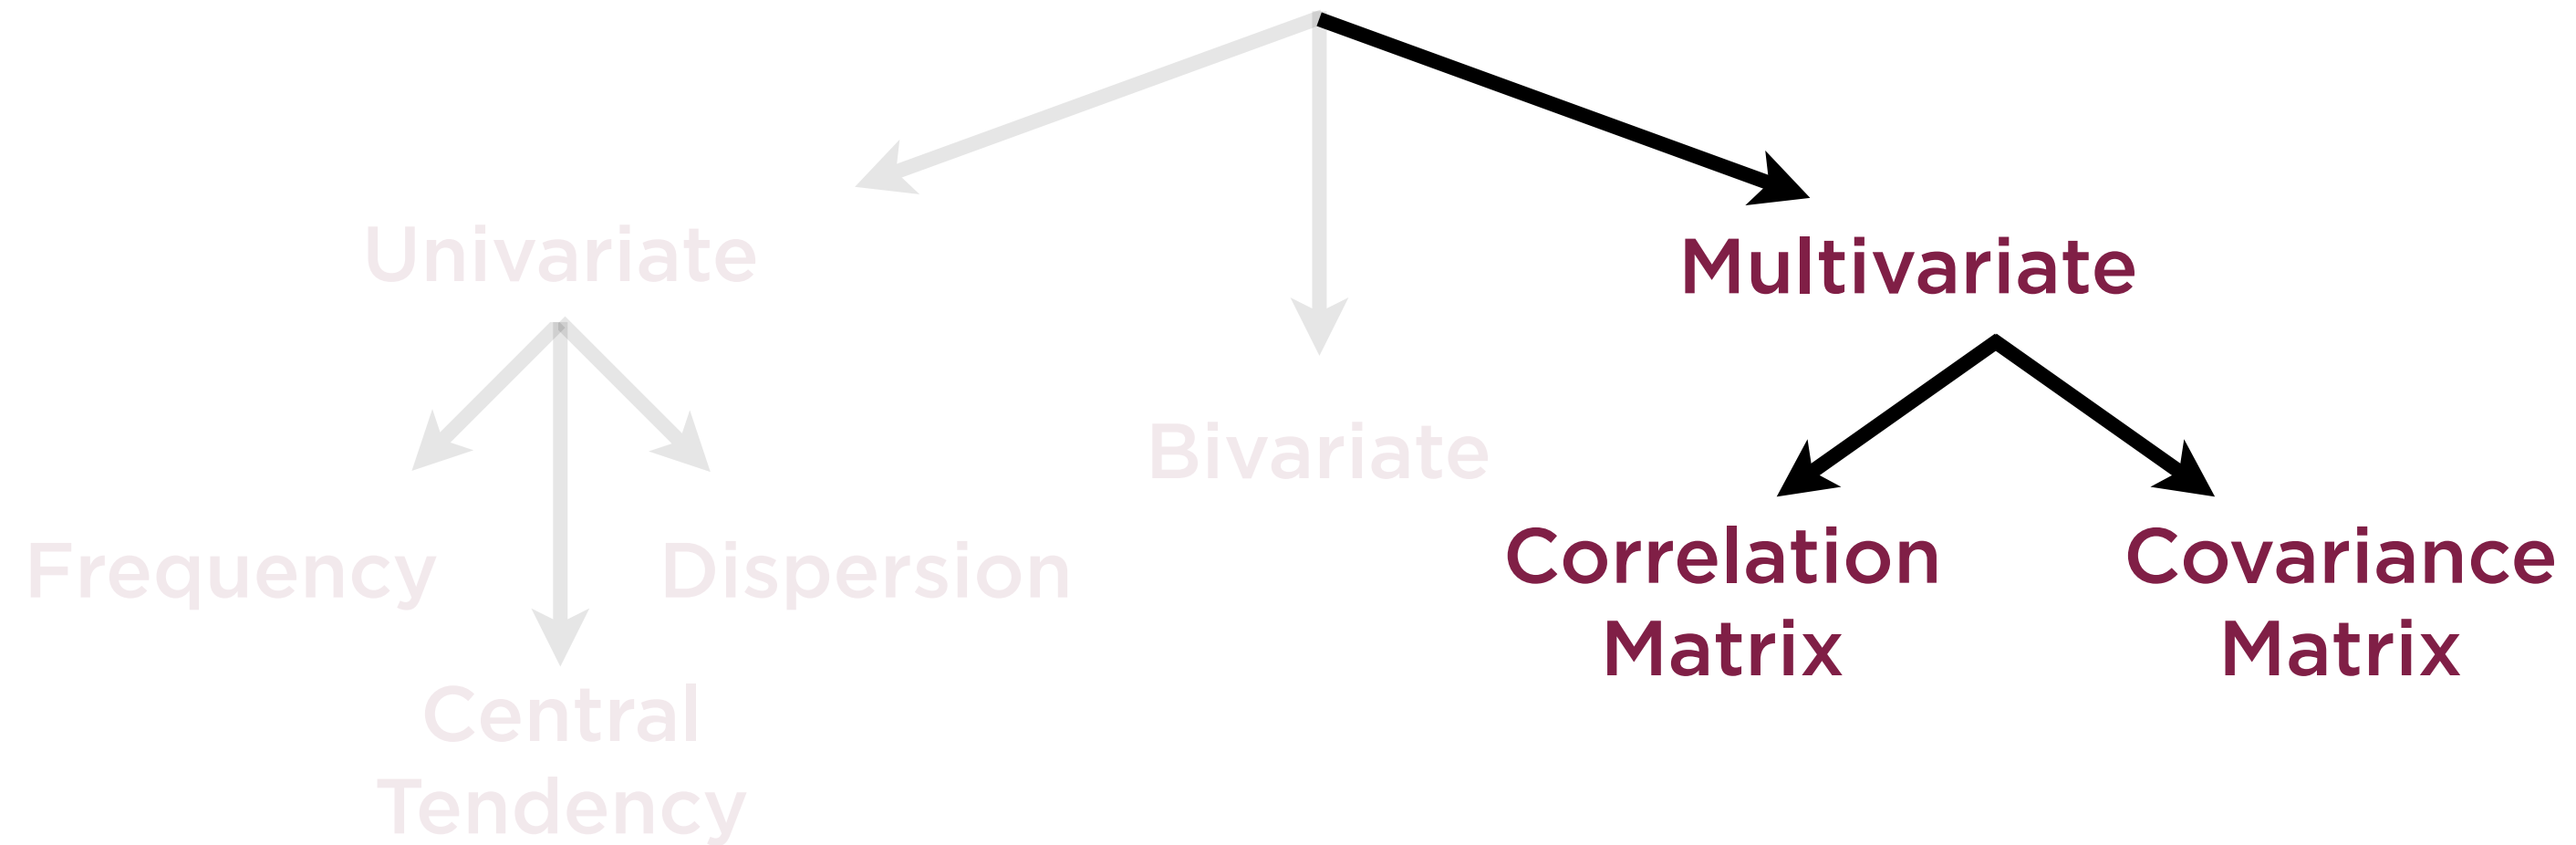 Univariate
Multivariate
Bivariate
Frequency
Dispersion
Central
Tendency
Correlation
Matrix
Covariance
Matrix